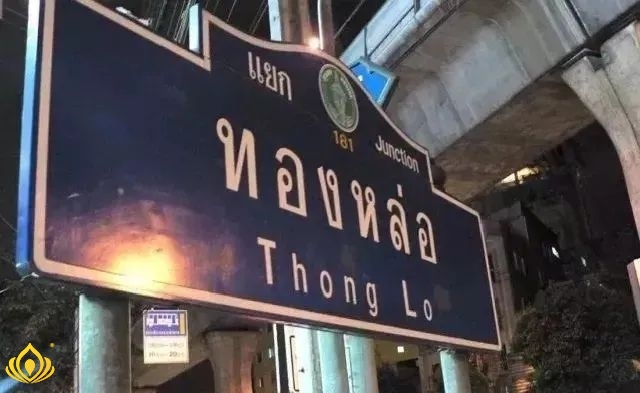 แยก
181
Junction
ทองหล่อ
Thong Lo